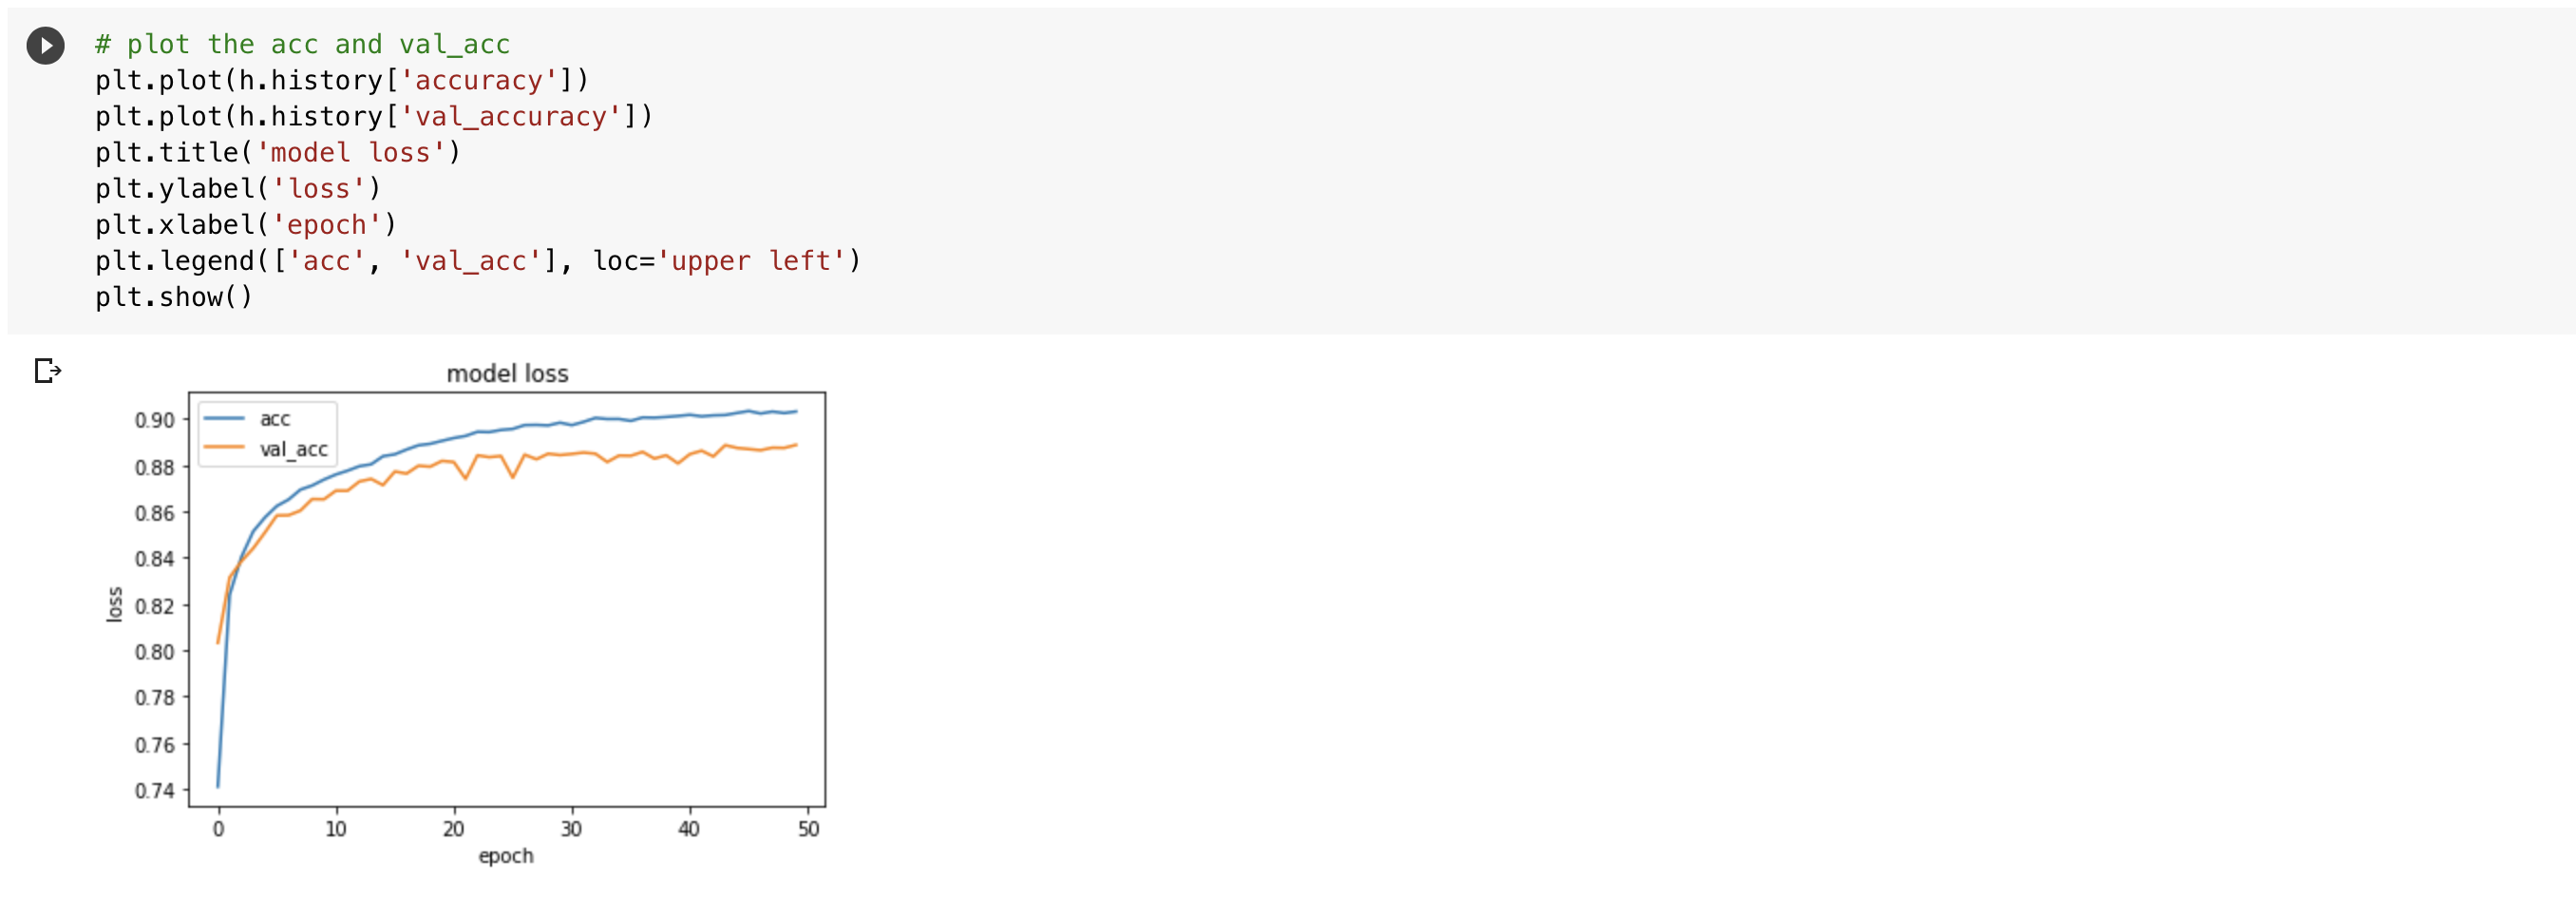 # plot the acc and val_acc
plt.plot(h.history['accuracy'])
plt.plot(h.history['val_accuracy'])
plt.title('model loss')
plt.ylabel('loss')
plt.xlabel('epoch')
plt.legend(['acc', 'val_acc'], loc='upper left')
plt.show()
model loss
acc
val_acc
0.90
0.88
0.86
0.84
0.82
0.80
0.78
0.76
0.74
loss
0 10 20 30 40 50
epoch